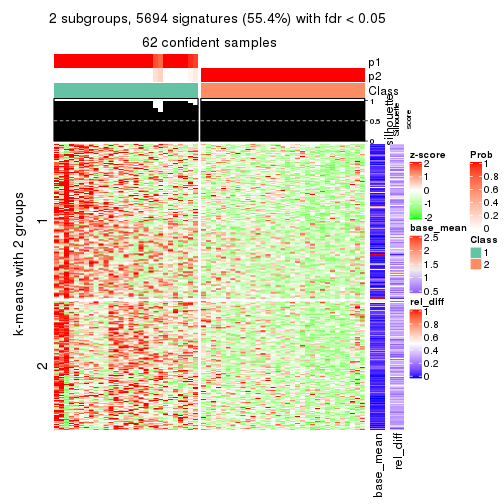 2 subgroups, 5694 signatures (55.4%) with fdr < 0.05
62 confident samples
p1
p2
Class
1
0.5
0
silhouette
Silhouette
score
k-means with 2 groups
1
2
base_mean
rel_diff
z-score
2
1
0
-1
-2
base_mean
2.5
2
1.5
1
0.5
rel_diff
1
0.8
0.6
0.4
0.2
0
Prob
1
0.8
0.6
0.4
0.2
0
Class
1
2